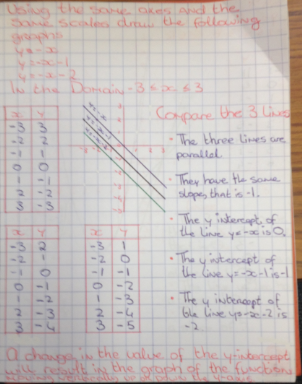 Using the same axes and the
same scales draw the following
graphs
y=-x
y=-x-1
y=-x-2
In the Domain -3 ≤ x ≤ 3
Compare the 3 Lines
x y
-3 3
-2 2
-1 1
0 0
1 -1
2 -2
3 -3
y=-x
y=-x-1
y=-x-2
• The three lines are
parallel.
• They have the same
slope, that is -1.
• The y intercept of
the line y=-x is 0.
• The y intercept of
the line y=-x-1 is -1
• The y intercept of
the line y=-x-2 is
-2
x y
-3 2
-2 1
-1 0
0 -1
1 -2
2 -3
3 -4
x y
-3 1
-2 0
-1 -1
0 -2
1 -3
2 -4
3 -5
A change in the value of the y-intercept
will result in the graph of the functions